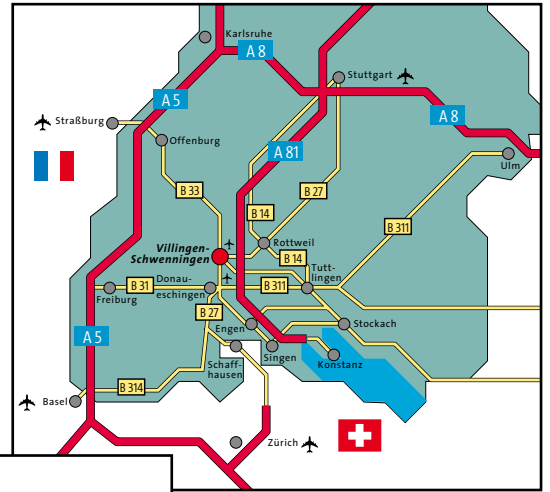 Karlsruhe
A 8
Stuttgart
A 5
A 8
Straßburg
Offenburg
A 81
Ulm
B 33
B 27
B 14
B 311
Villingen-
Schwenningen
Rottweil
B 14
Donau-
eschingen
Tutt-
lingen
B 31
B 311
Freiburg
B 27
Engen
Stockach
A 5
Singen
Schaff-
hausen
Konstanz
B 314
Basel
Zürich